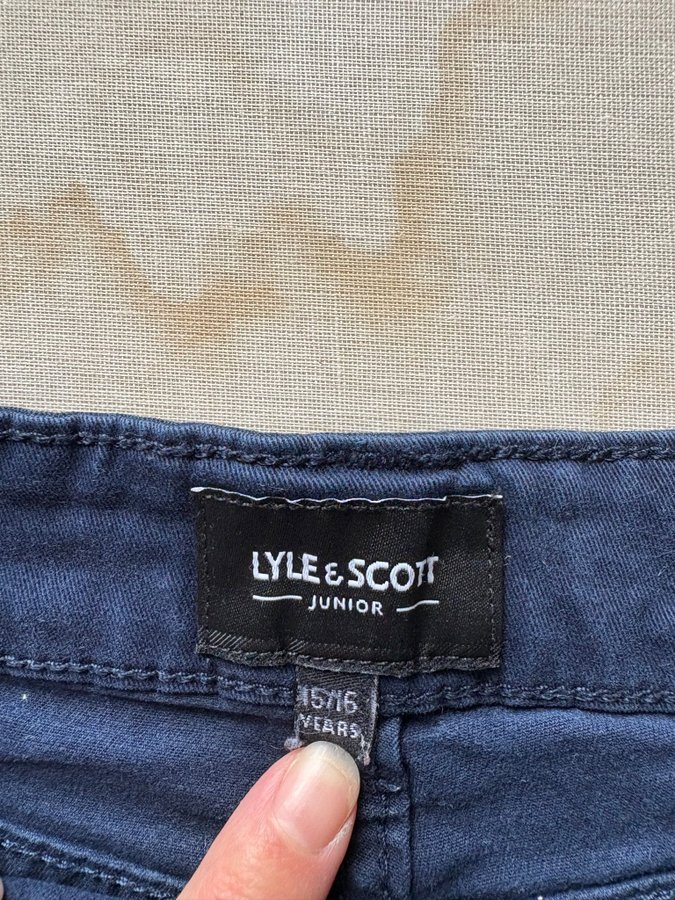 LYLE & SCOTT
JUNIOR
15/16
YEARS